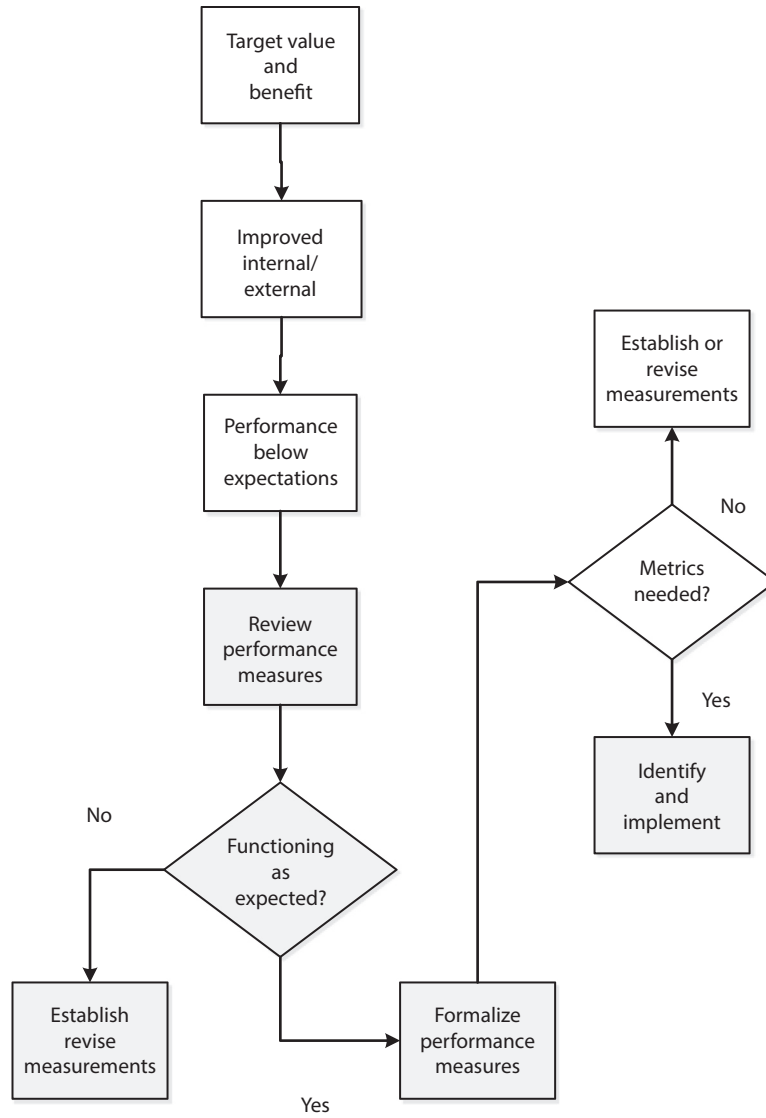 Target value
and
benefit
Improved
internal/
external
Performance
below
expectations
Review
performance
measures
Functioning
as
expected?
No
Establish
revise
measurements
Yes
Formalize
performance
measures
Metrics
needed?
No
Establish or
revise
measurements
Yes
Identify
and
implement